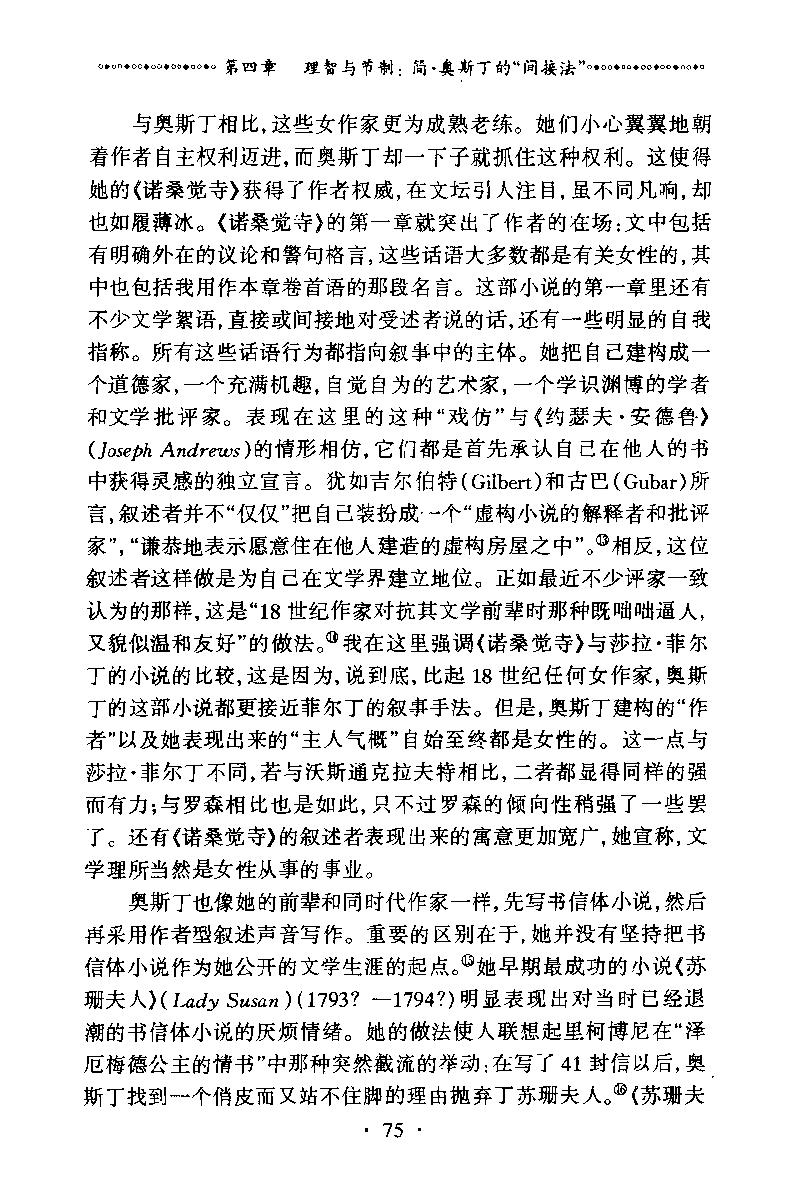 第四章 理智与节制:简·奥斯丁的“间接法”
与奥斯丁相比,这些女作家更为成熟老练。她们小心翼翼地朝
着作者自主权利迈进,而奥斯丁却一下子就抓住这种权利。这使得
她的《诺桑觉寺》获得了作者权威,在文坛引人注目,虽不同凡响,却
也如履薄冰。《诺桑觉寺》的第一章就突出了作者的在场:文中包括
有明确外在的议论和警句格言,这些话语大多数都是有关女性的,其
中也包括我用作本章卷首语的那段名言。这部小说的第一章里还有
不少文学絮语,直接或间接地对受述者说的话,还有一些明显的自我
指称。所有这些话语行为都指向叙事中的主体。她把自己建构成一
个道德家,一个充满机趣,自觉自为的艺术家,一个学识渊博的学者
和文学批评家。表现在这里的这种“戏仿”与《约瑟夫·安德鲁》
(Joseph Andrews)的情形相仿,它们都是首先承认自己在他人的书
中获得灵感的独立宣言。犹如吉尔伯特(Gilbert)和古巴(Gubar)所
言,叙述者并不“仅仅”把自己装扮成一个“虚构小说的解释者和批评
家”,“谦恭地表示愿意住在他人建造的虚构房屋之中”。⑬相反,这位
叙述者这样做是为自己在文学界建立地位。正如最近不少评家一致
认为的那样,这是“18 世纪作家对抗其文学前辈时那种既咄咄逼人,
又貌似温和友好”的做法。⑭我在这里强调《诺桑觉寺》与莎拉·菲尔
丁的小说的比较,这是因为,说到底,比起 18 世纪任何女作家,奥斯
丁的这部小说都更接近菲尔丁的叙事手法。但是,奥斯丁建构的“作
者”以及她表现出来的“主人气概”自始至终都是女性的。这一点与
莎拉·菲尔丁不同,若与沃斯通克拉夫特相比,二者都显得同样的强
而有力;与罗森相比也是如此,只不过罗森的倾向性稍强了一些罢
了。还有《诺桑觉寺》的叙述者表现出来的寓意更加宽广,她宣称,文
学理所当然是女性从事的事业。
奥斯丁也像她的前辈和同时代作家一样,先写书信体小说,然后
再采用作者型叙述声音写作。重要的区别在于,她并没有坚持把书
信体小说作为她公开的文学生涯的起点。⑮她早期最成功的小说《苏
珊夫人》(Lady Susan)(1793? —1794?)明显表现出对当时已经退
潮的书信体小说的厌烦情绪。她的做法使人联想起里柯博尼在“泽
厄梅德公主的情书”中那种突然截流的举动:在写了 41 封信以后,奥
斯丁找到一个俏皮而又站不住脚的理由抛弃了苏珊夫人。⑯《苏珊夫
· 75 ·